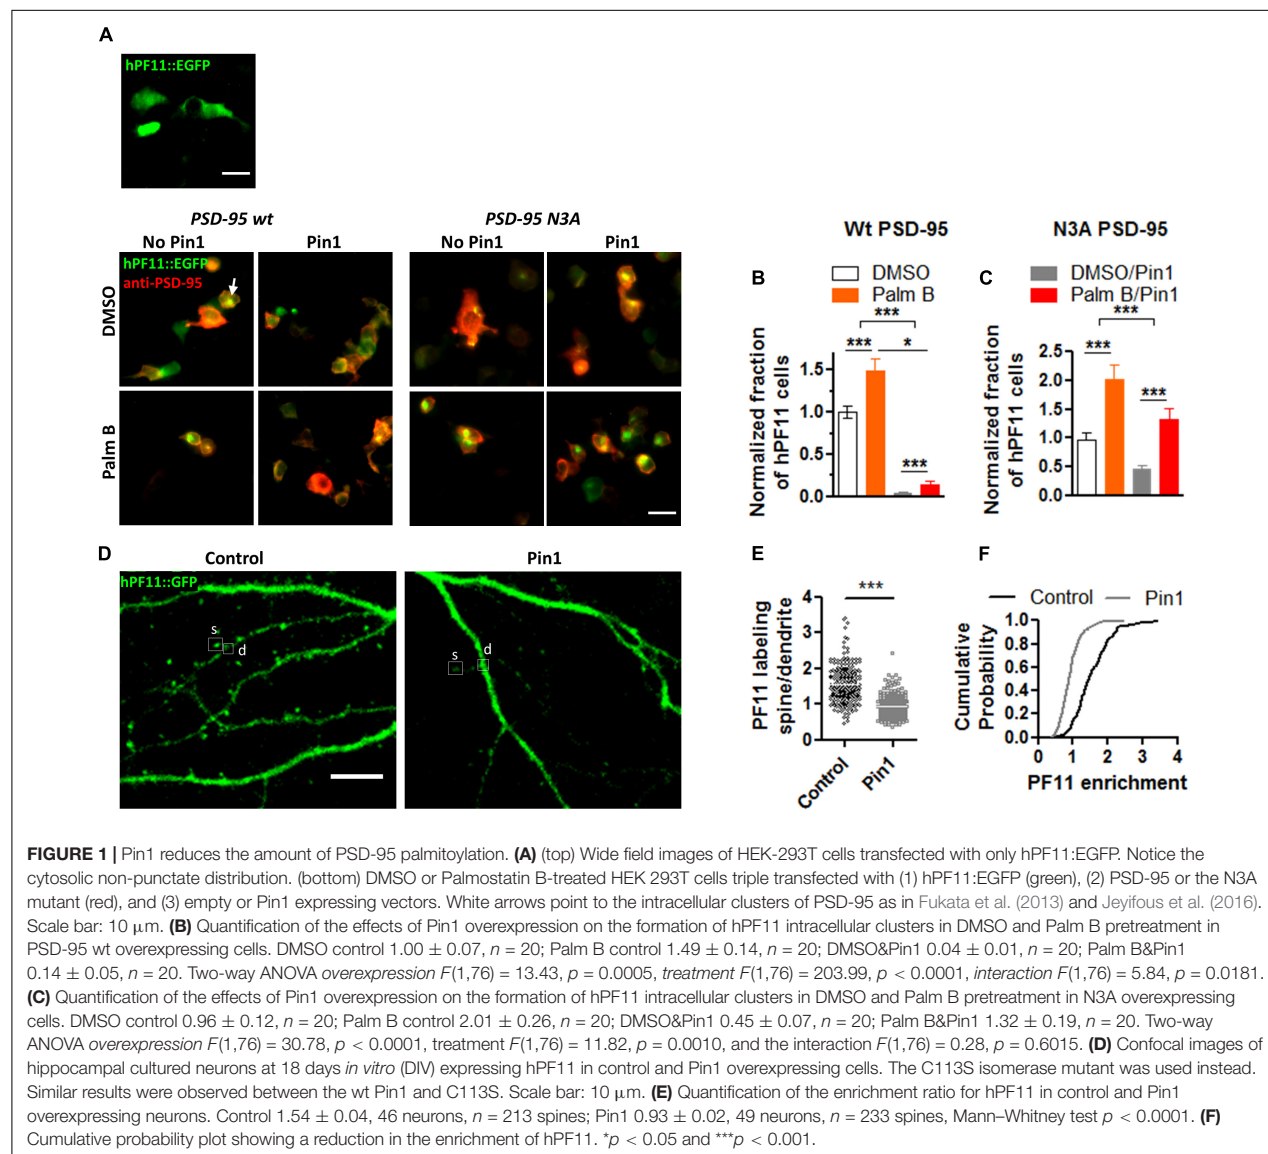 A
hPF11::EGFP
PSD-95 wt
PSD-95 N3A
No Pin1
Pin1
No Pin1
Pin1
hPF11::EGFP
anti-PSD-95
DMSO
Palm B
Wt PSD-95
N3A PSD-95
B
DMSO
Palm B
C
DMSO/Pin1
Palm B/Pin1
Normalized fraction
of hPF11 cells
***
***
*
***
1.5
1.0
0.5
0.0
Normalized fraction
of hPF11 cells
***
***
***
2.5
2.0
1.5
1.0
0.5
0.0
D
Control
Pin1
hPF11::GFP
s
d
s
d
E
***
PF11 labeling
spine/dendrite
4
3
2
1
0
Control
Pin1
F
Control
Pin1
Cumulative
Probability
1.0
0.8
0.6
0.4
0.2
0.0
0 1 2 3 4
PF11 enrichment
FIGURE 1 | Pin1 reduces the amount of PSD-95 palmitoylation. (A) (top) Wide field images of HEK-293T cells transfected with only hPF11:EGFP. Notice the
cytosolic non-punctate distribution. (bottom) DMSO or Palmostatin B-treated HEK 293T cells triple transfected with (1) hPF11:EGFP (green), (2) PSD-95 or the N3A
mutant (red), and (3) empty or Pin1 expressing vectors. White arrows point to the intracellular clusters of PSD-95 as in Fukata et al. (2013) and Jeyifous et al. (2016).
Scale bar: 10 μm. (B) Quantification of the effects of Pin1 overexpression on the formation of hPF11 intracellular clusters in DMSO and Palm B pretreatment in
PSD-95 wt overexpressing cells. DMSO control 1.00 ± 0.07, n = 20; Palm B control 1.49 ± 0.14, n = 20; DMSO&Pin1 0.04 ± 0.01, n = 20; Palm B&Pin1
0.14 ± 0.05, n = 20. Two-way ANOVA overexpression F(1,76) = 13.43, p = 0.0005, treatment F(1,76) = 203.99, p < 0.0001, interaction F(1,76) = 5.84, p = 0.0181.
(C) Quantification of the effects of Pin1 overexpression on the formation of hPF11 intracellular clusters in DMSO and Palm B pretreatment in N3A overexpressing
cells. DMSO control 0.96 ± 0.12, n = 20; Palm B control 2.01 ± 0.26, n = 20; DMSO&Pin1 0.45 ± 0.07, n = 20; Palm B&Pin1 1.32 ± 0.19, n = 20. Two-way
ANOVA overexpression F(1,76) = 30.78, p < 0.0001, treatment F(1,76) = 11.82, p = 0.0010, and the interaction F(1,76) = 0.28, p = 0.6015. (D) Confocal images of
hippocampal cultured neurons at 18 days in vitro (DIV) expressing hPF11 in control and Pin1 overexpressing cells. The C113S isomerase mutant was used instead.
Similar results were observed between the wt Pin1 and C113S. Scale bar: 10 μm. (E) Quantification of the enrichment ratio for hPF11 in control and Pin1
overexpressing neurons. Control 1.54 ± 0.04, 46 neurons, n = 213 spines; Pin1 0.93 ± 0.02, 49 neurons, n = 233 spines, Mann–Whitney test p < 0.0001. (F)
Cumulative probability plot showing a reduction in the enrichment of hPF11. *p < 0.05 and ***p < 0.001.